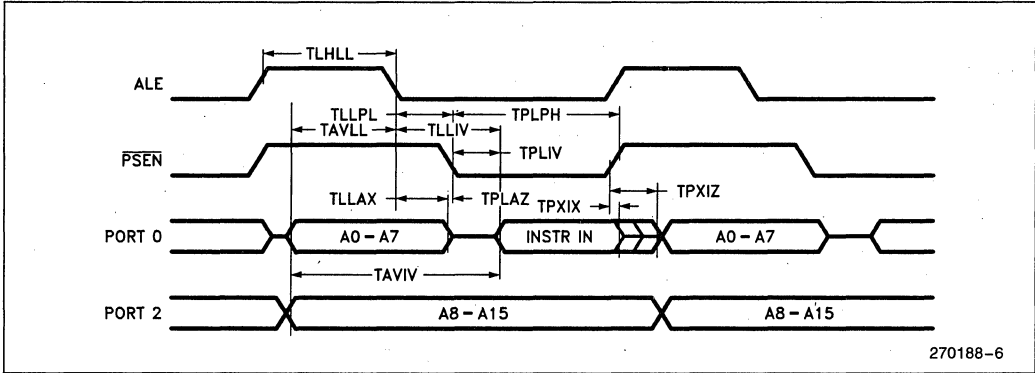 TLHLL
ALE
TLLPL
TPLPH
TAVLL
TLLIV
PSEN
TPLIV
TLLAX
TPLAZ
TPXIZ
TPXIX
PORT 0
A0 – A7
INSTR IN
A0 – A7
TAVIV
PORT 2
A8 – A15
A8 – A15
270188–6